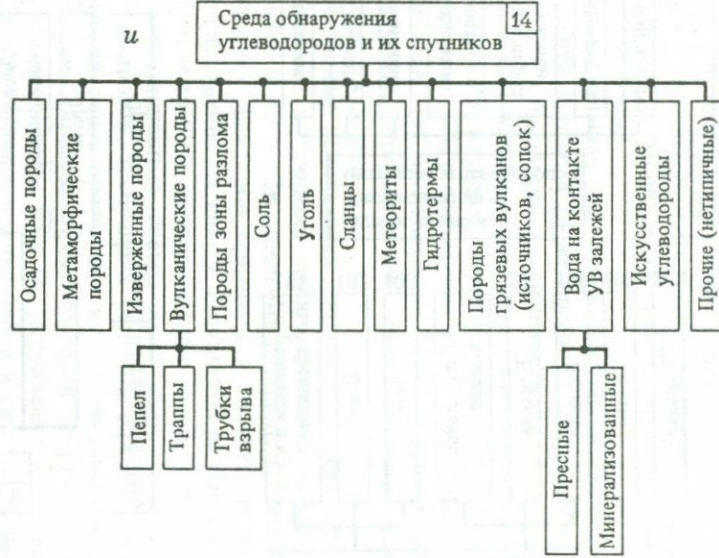 и
Среда обнаружения
углеводородов и их спутников
14
Осадочные породы
Метаморфические
породы
Изверженные породы
Вулканические породы
Породы зоны разлома
Соль
Уголь
Сланцы
Метеориты
Гидротермы
Породы
грязевых вулканов
(источников, сопок)
Вода на контакте
УВ залежей
Искусственные
углеводороды
Прочие (нетипичные)
Пепел
Траппы
Трубки
взрыва
Пресные
Минерализованные